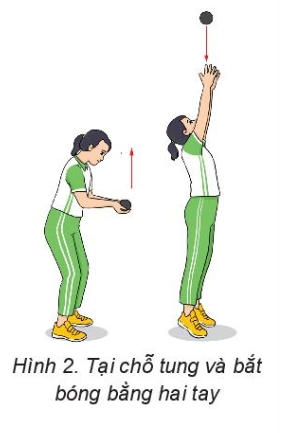 Hình 2. Tại chỗ tung và bắt
bóng bằng hai tay